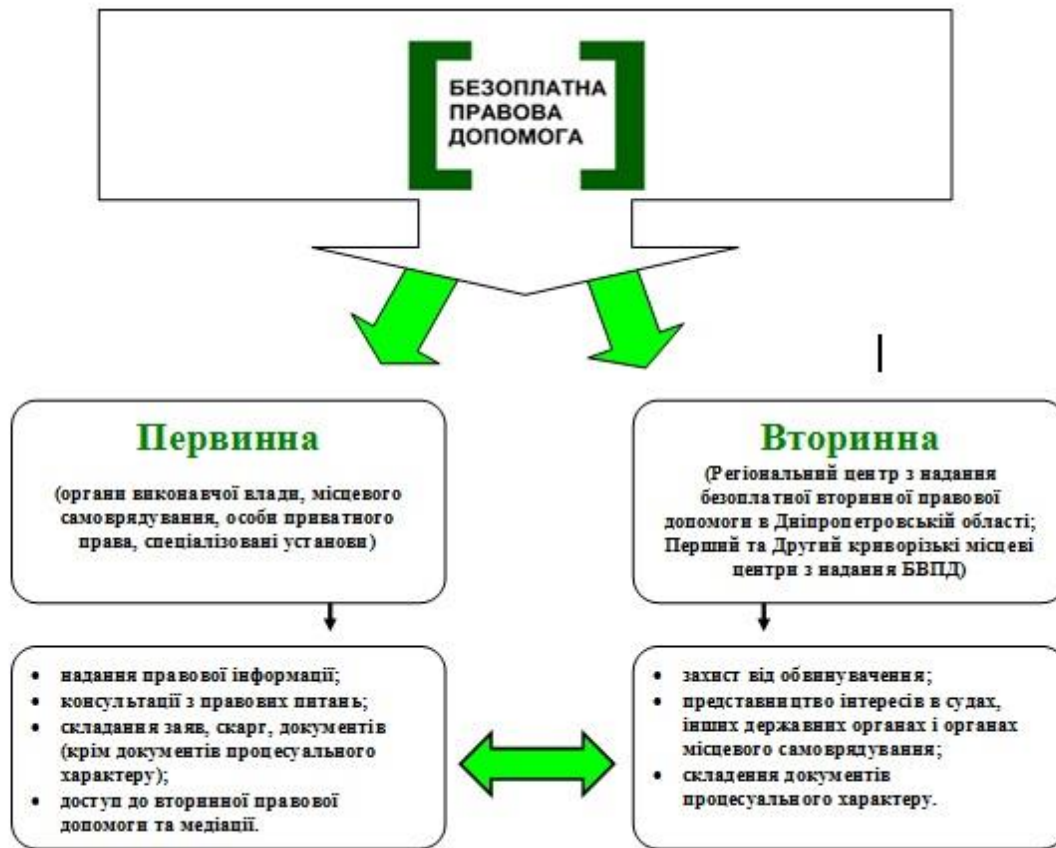 БЕЗОПЛАТНА
ПРАВОВА
ДОПОМОГА
Первинна
(органи виконавчої влади, місцевого
самоврядування, особи приватного
права, спеціалізовані установи)
Вторинна
(Регіональний центр з надання
безоплатної вторинної правової
допомоги в Дніпропетровській області;
Перший та Другий криворізькі місцеві
центри з надання БВПД)
• надання правової інформації;
• консультації з правових питань;
• складання заяв, скарг, документів
(крім документів процесуального
характеру);
• доступ до вторинної правової
допомоги та медіації.
• захист від обвинувачення;
• представництво інтересів в судах,
інших державних органах і органах
місцевого самоврядування;
• складення документів
процесуального характеру.